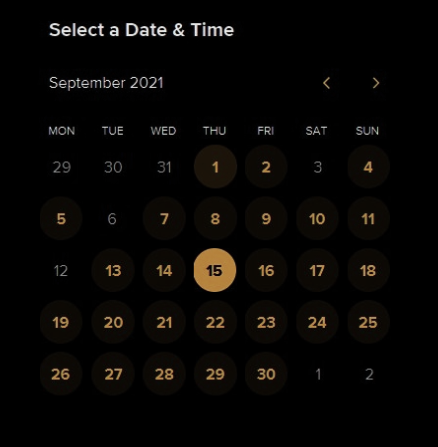 Select a Date & Time
September 2021 < >
MON TUE WED THU FRI SAT SUN
29 30 31 1 2 3 4
5 6 7 8 9 10 11
12 13 14 15 16 17 18
19 20 21 22 23 24 25
26 27 28 29 30 1 2